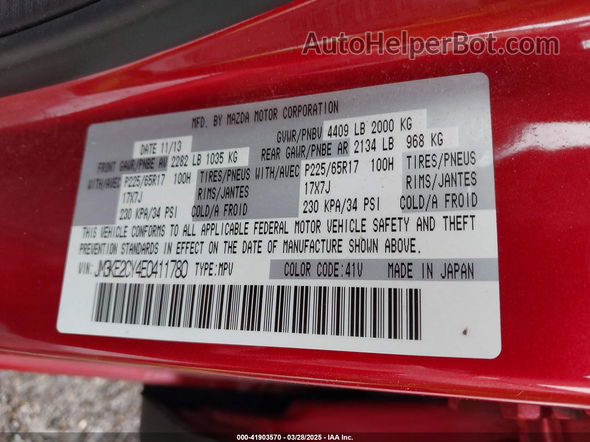 AutoHelperBot.com
MFD. BY MAZDA MOTOR CORPORATION
DATE 11/13 GVWR/PNBV 4409 LB 2000 KG
FRONT GAWR/PNBE AV 2282 LB 1035 KG REAR GAWR/PNBE AR 2134 LB 968 KG
WITH/AVEC P225/65R17 100H TIRES/PNEUS WITH/AVEC P225/65R17 100H TIRES/PNEUS
17X7J RIMS/JANTES 17X7J RIMS/JANTES
230 KPA/34 PSI COLD/A FROID 230 KPA/34 PSI COLD/A FROID
THIS VEHICLE CONFORMS TO ALL APPLICABLE FEDERAL MOTOR VEHICLE SAFETY AND THEFT
PREVENTION STANDARDS IN EFFECT ON THE DATE OF MANUFACTURE SHOWN ABOVE.
VIN: JM3KE2CY4E0411780 TYPE:MPV COLOR CODE:41V MADE IN JAPAN
000-41903570 03/28/2025 IAA Inc.